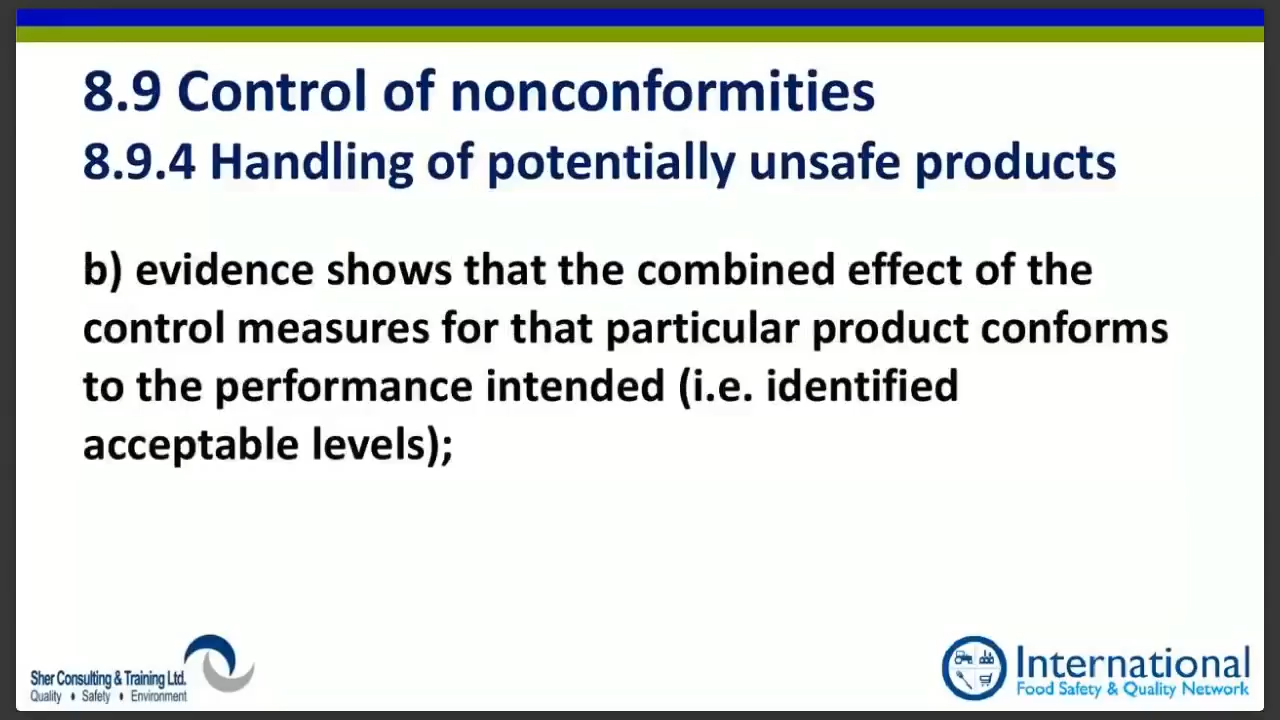 8.9 Control of nonconformities
8.9.4 Handling of potentially unsafe products
b) evidence shows that the combined effect of the
control measures for that particular product conforms
to the performance intended (i.e. identified
acceptable levels);
Sher Consulting & Training Ltd.
Quality • Safety • Environment
International
Food Safety & Quality Network